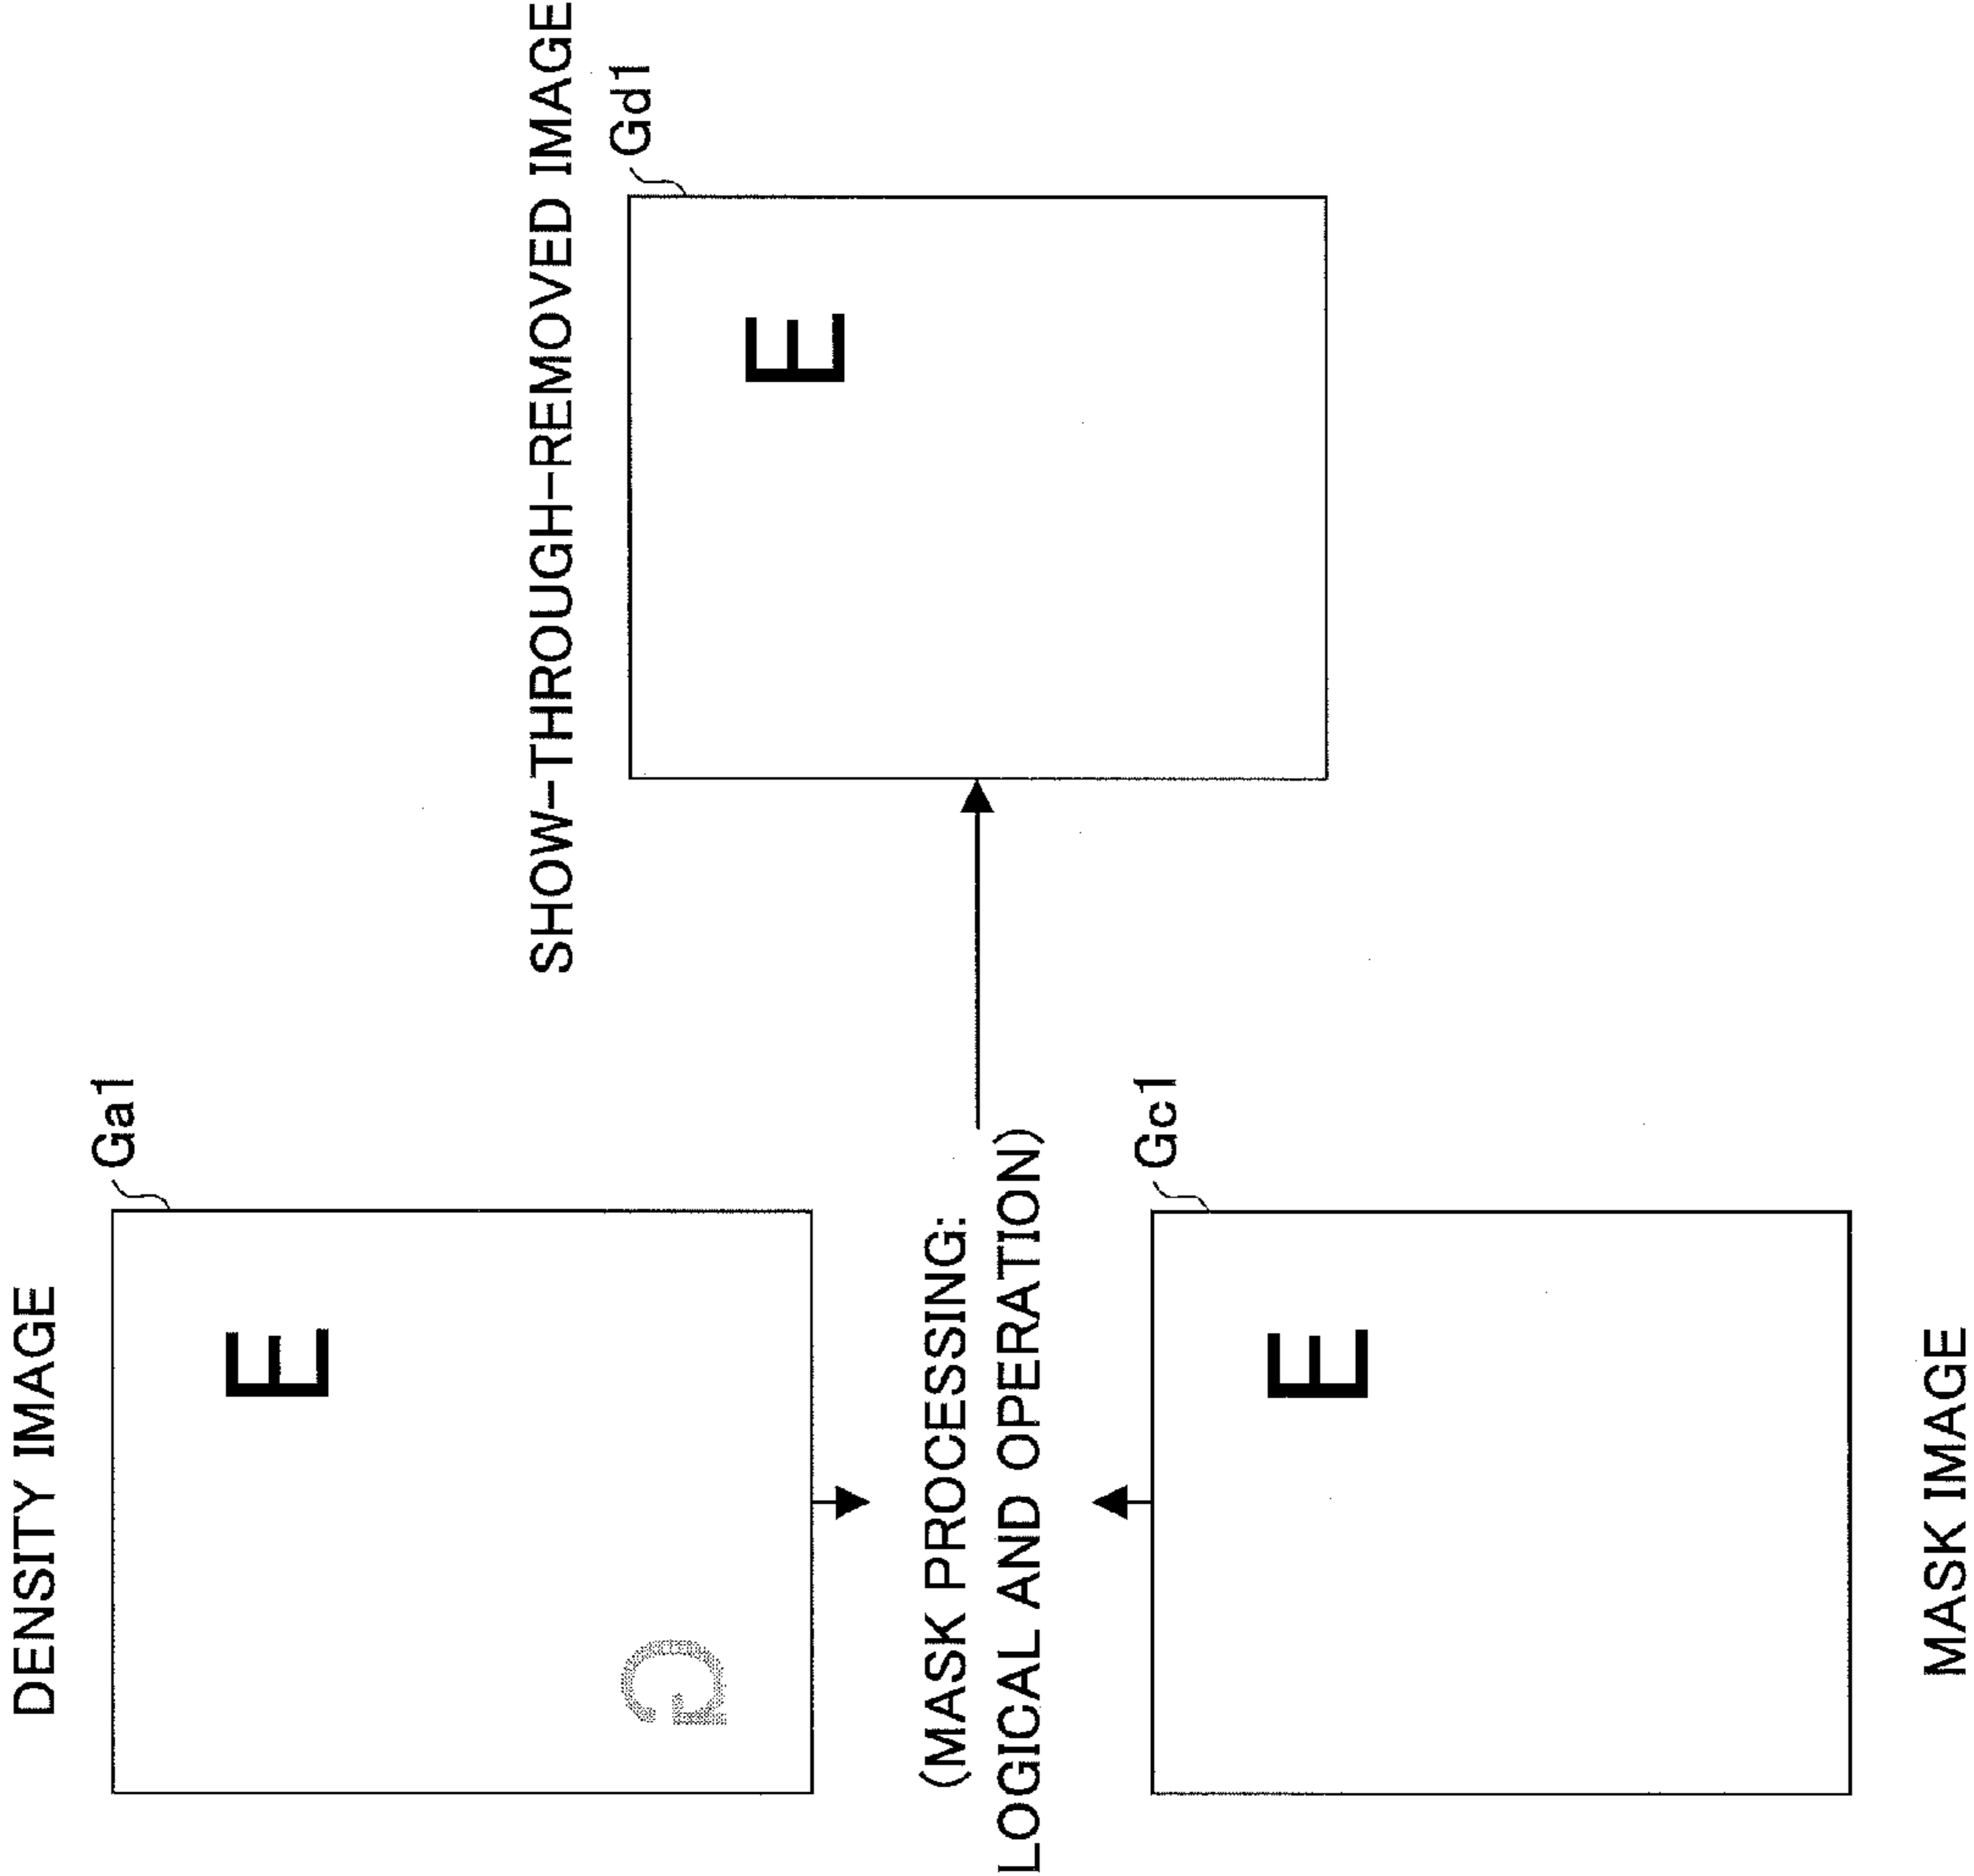 DENSITY IMAGE
Ga1
E
G
(MASK PROCESSING:
LOGICAL AND OPERATION)
Gc1
E
MASK IMAGE
SHOW-THROUGH-REMOVED IMAGE
Gd1
E